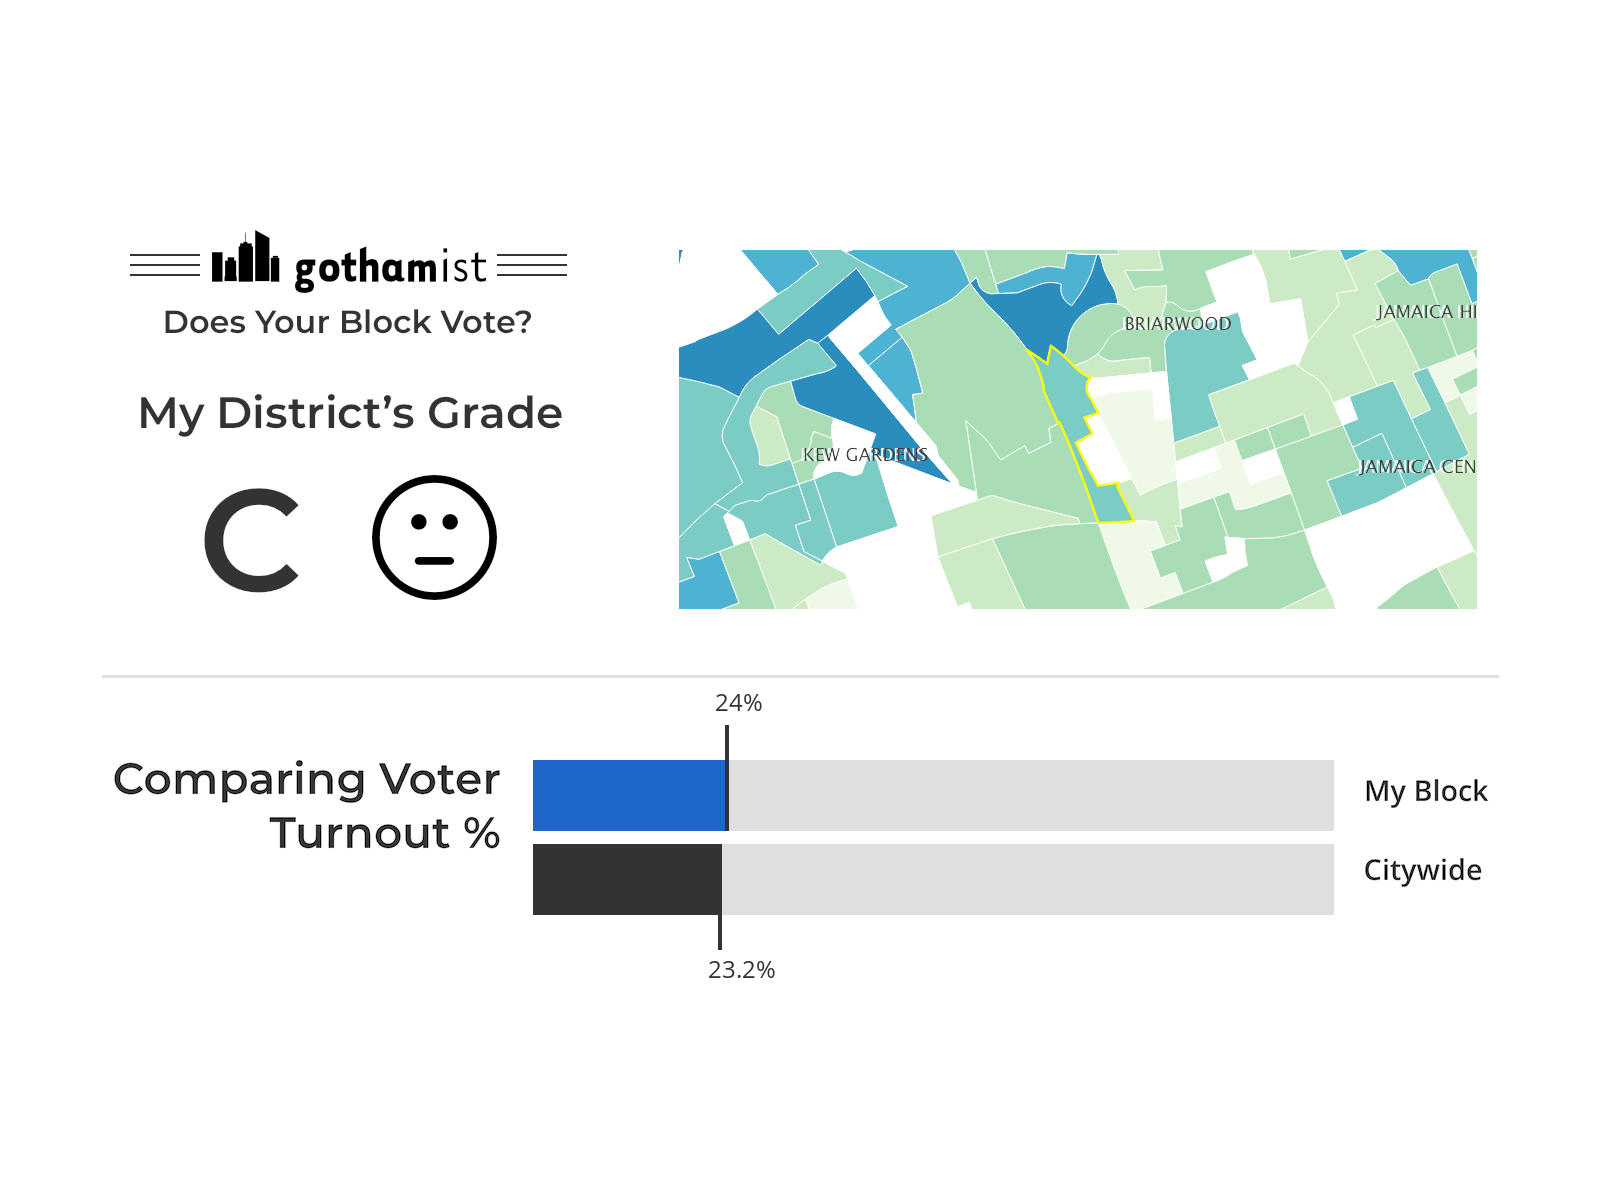 gothamist
Does Your Block Vote?
My District's Grade
C
BRIARWOOD
JAMAICA HI
KEW GARDENS
JAMAICA CEN
24%
Comparing Voter
Turnout %
My Block
Citywide
23.2%